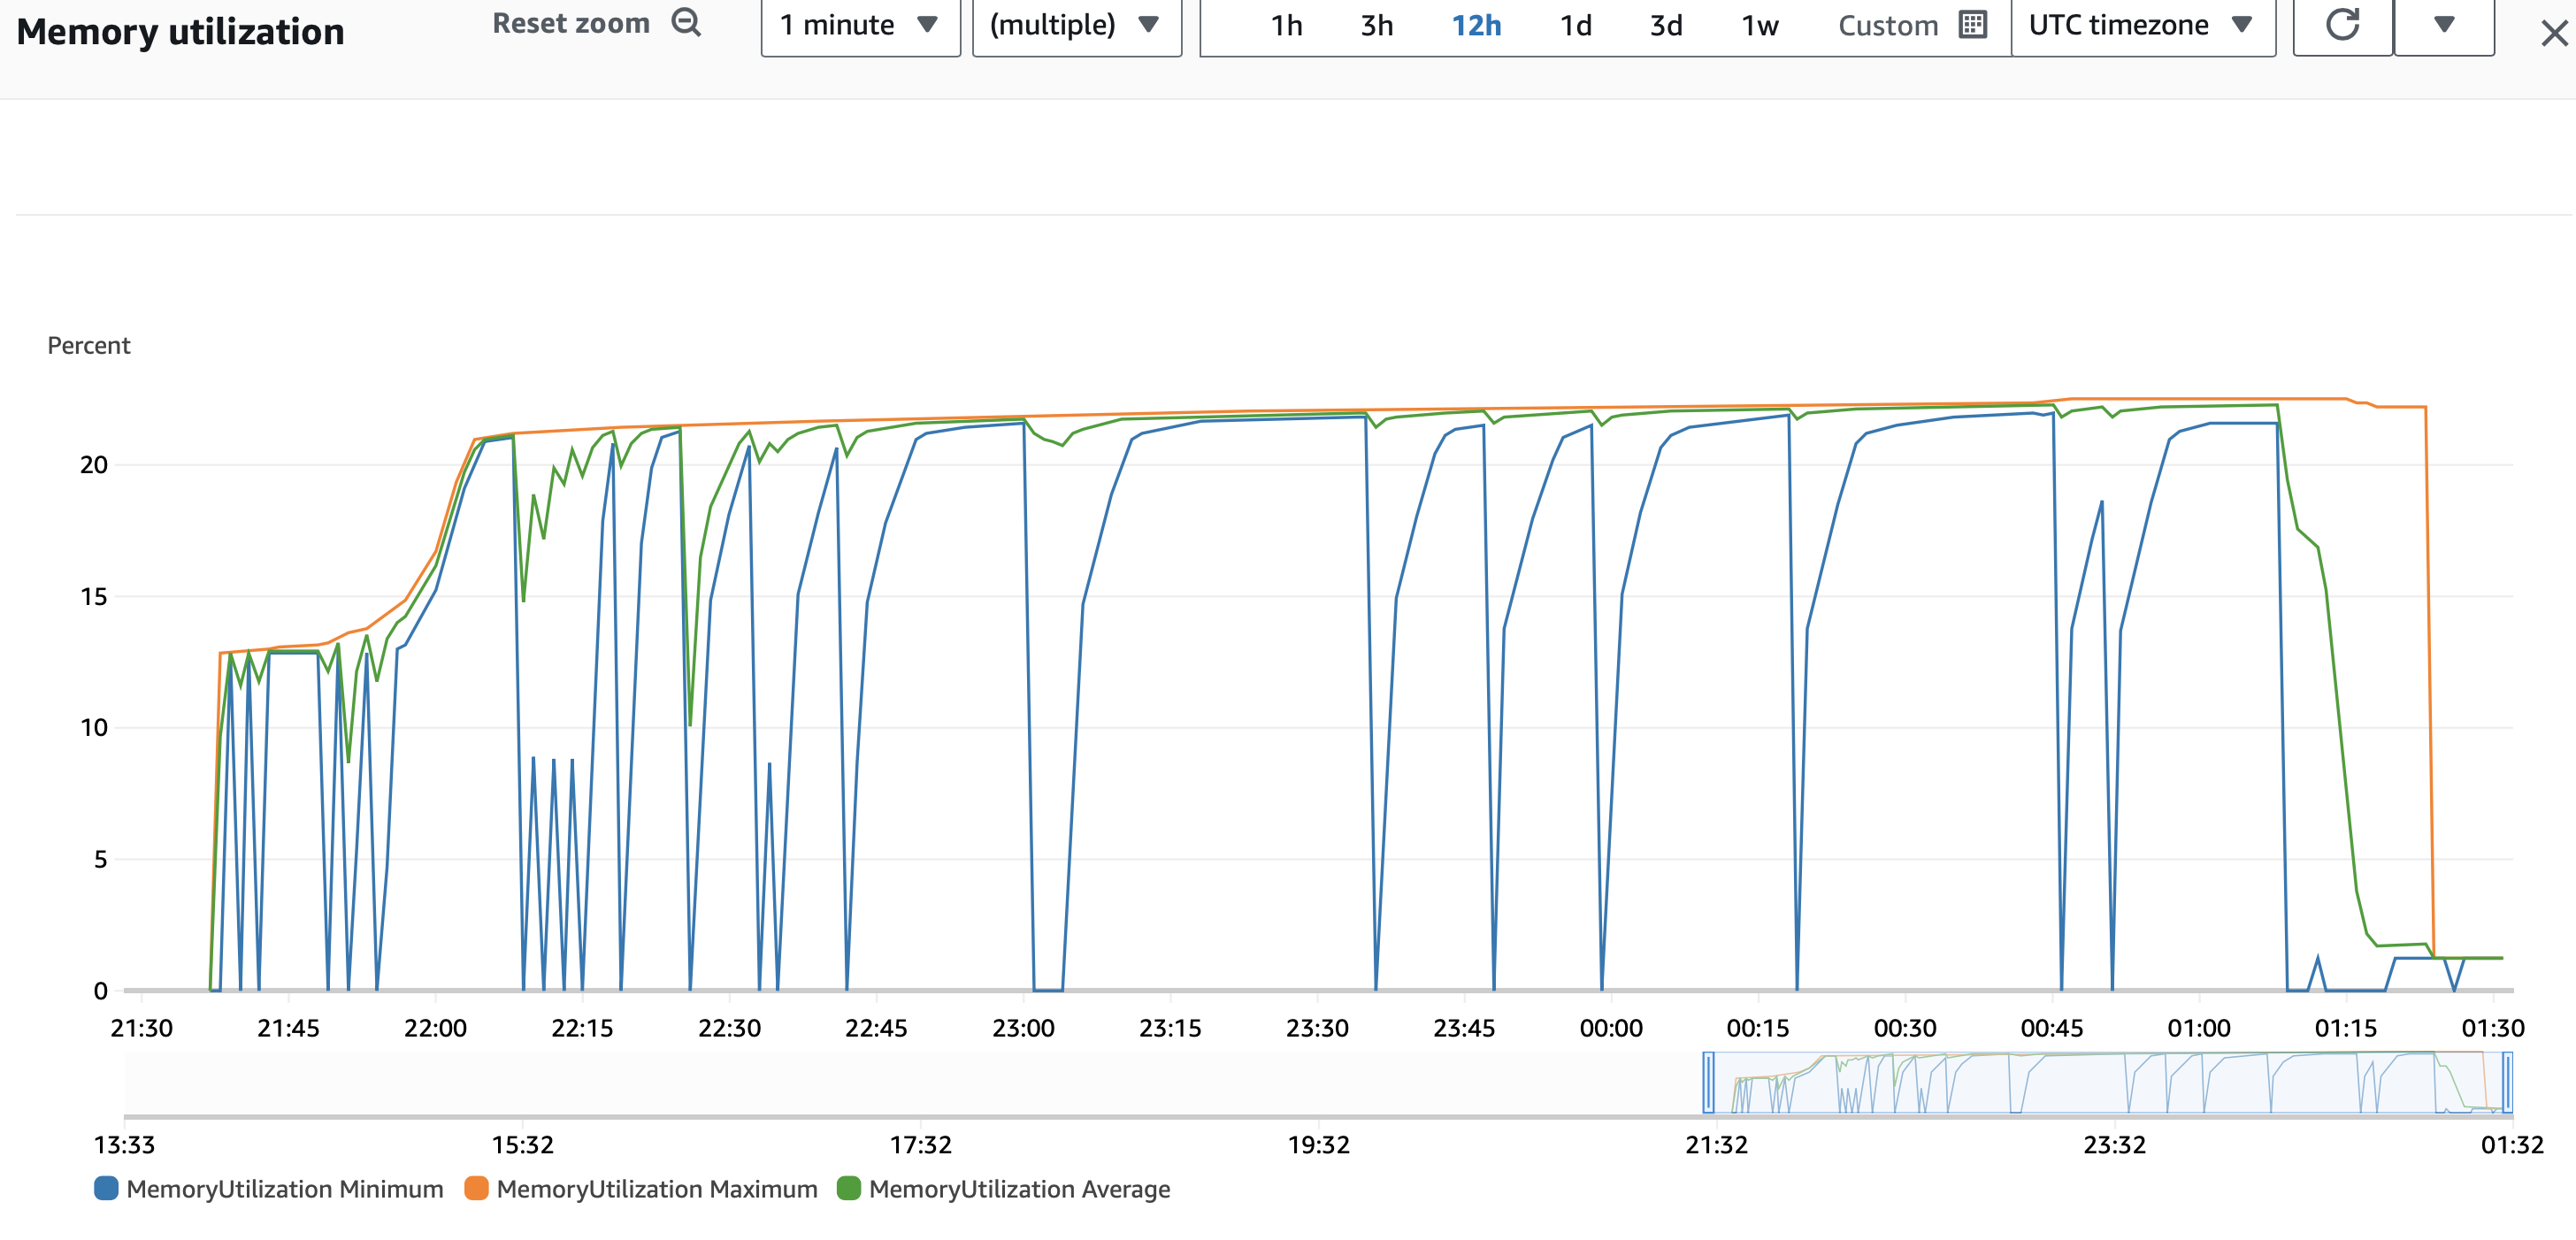 Memory utilization Reset zoom 1 minute (multiple) 1h 3h 12h 1d 3d 1w Custom UTC timezone
Percent
20
15
10
5
0
21:30 21:45 22:00 22:15 22:30 22:45 23:00 23:15 23:30 23:45 00:00 00:15 00:30 00:45 01:00 01:15 01:30
13:33 15:32 17:32 19:32 21:32 23:32 01:32
MemoryUtilization Minimum MemoryUtilization Maximum MemoryUtilization Average